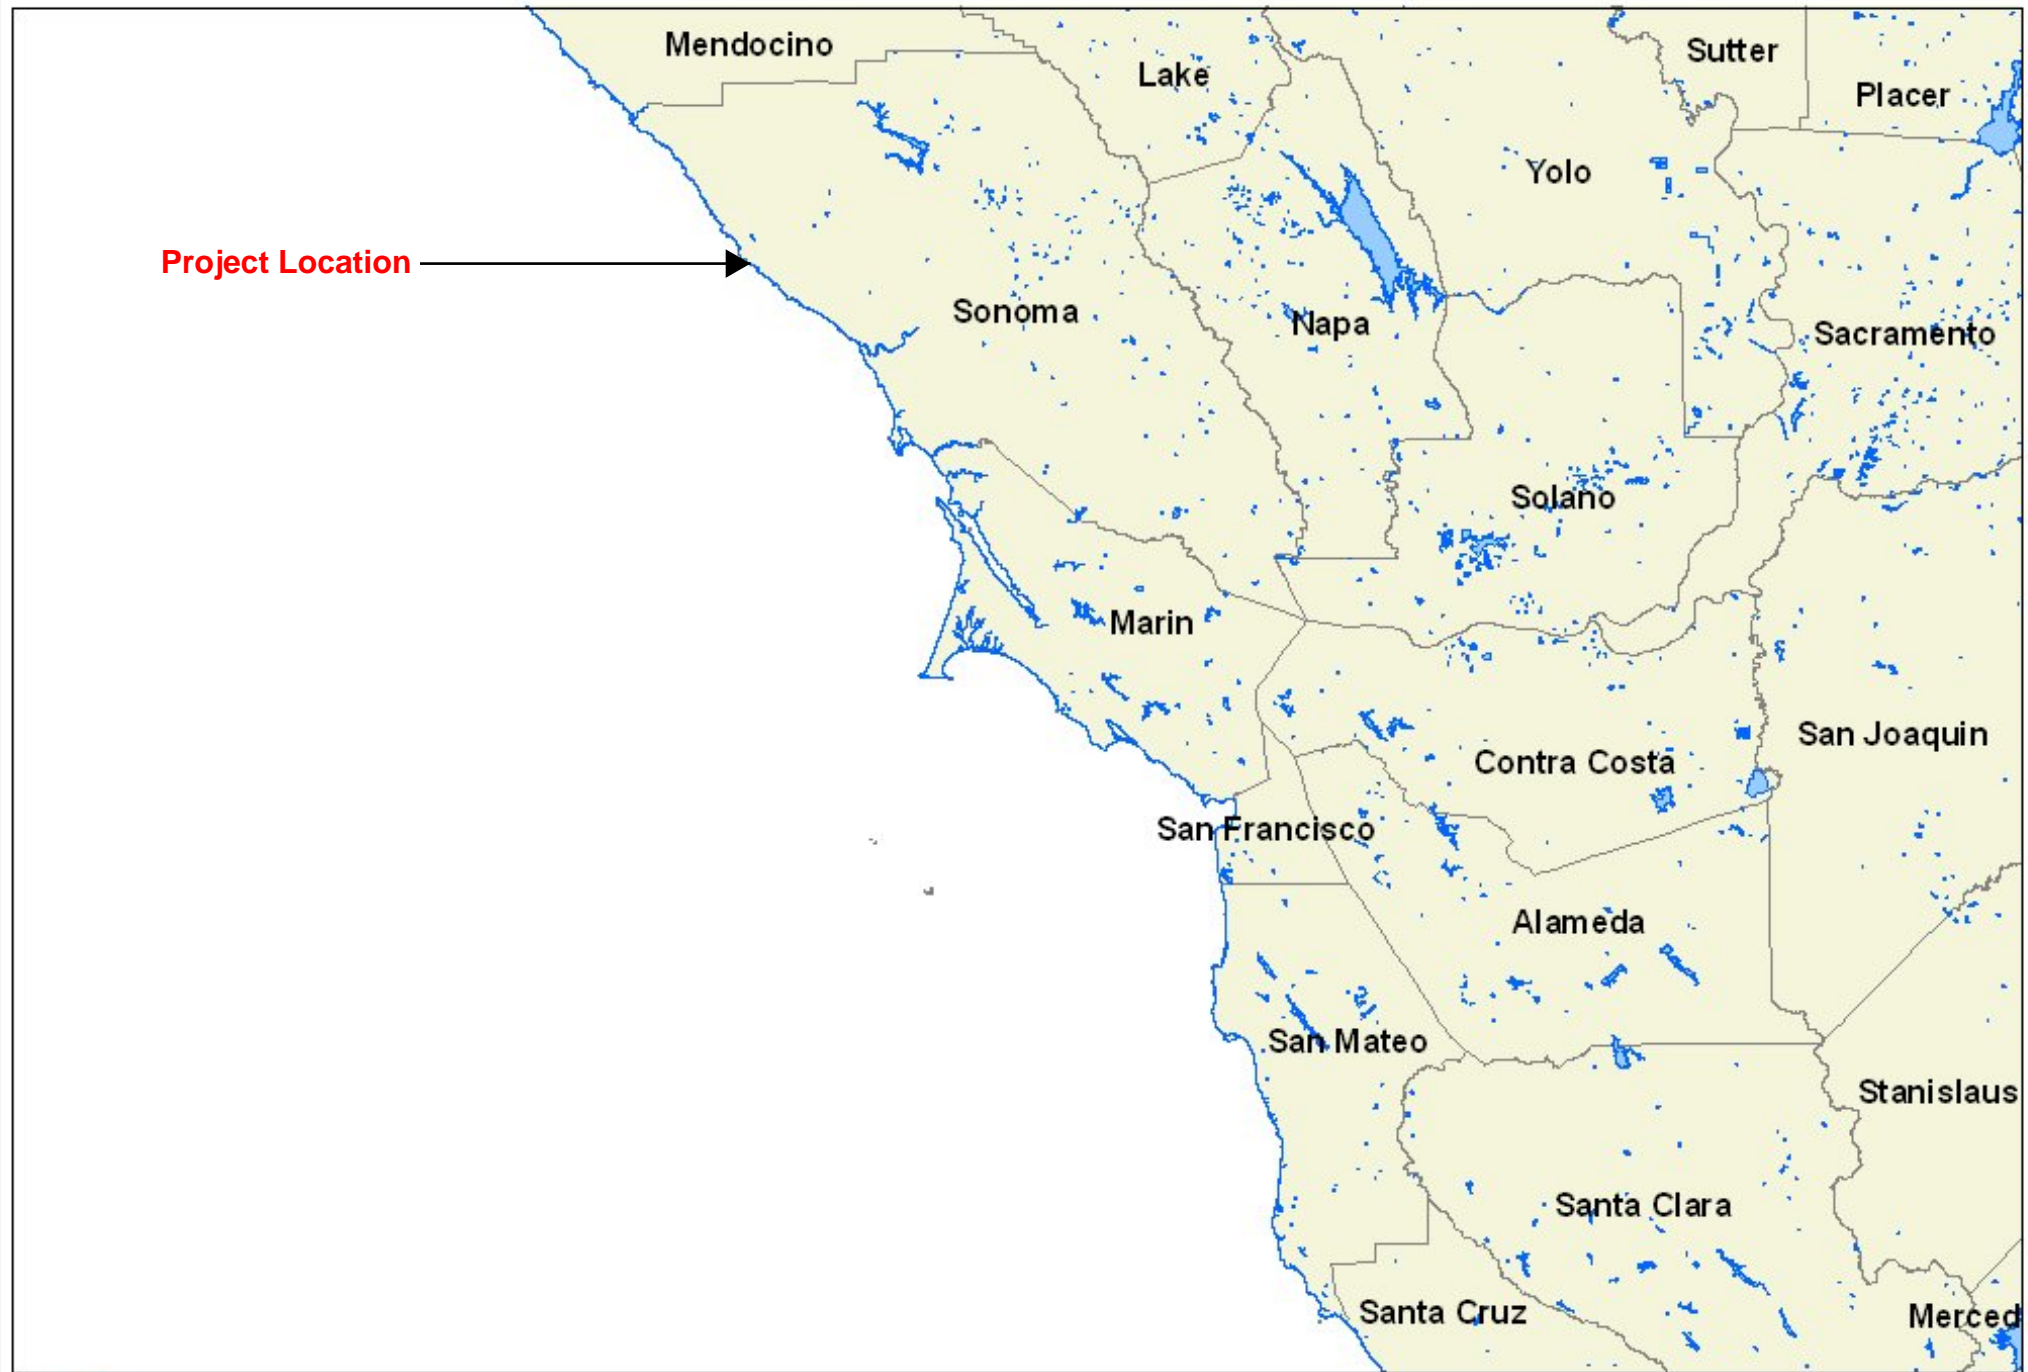 Mendocino
Sutter
Lake
Placer
Yolo
Project Location
Sonoma
Napa
Sacramento
Solano
Marin
San Joaquin
Contra Costa
San Francisco
Alameda
San Mateo
Stanislaus
Santa Clara
Santa Cruz
Merced